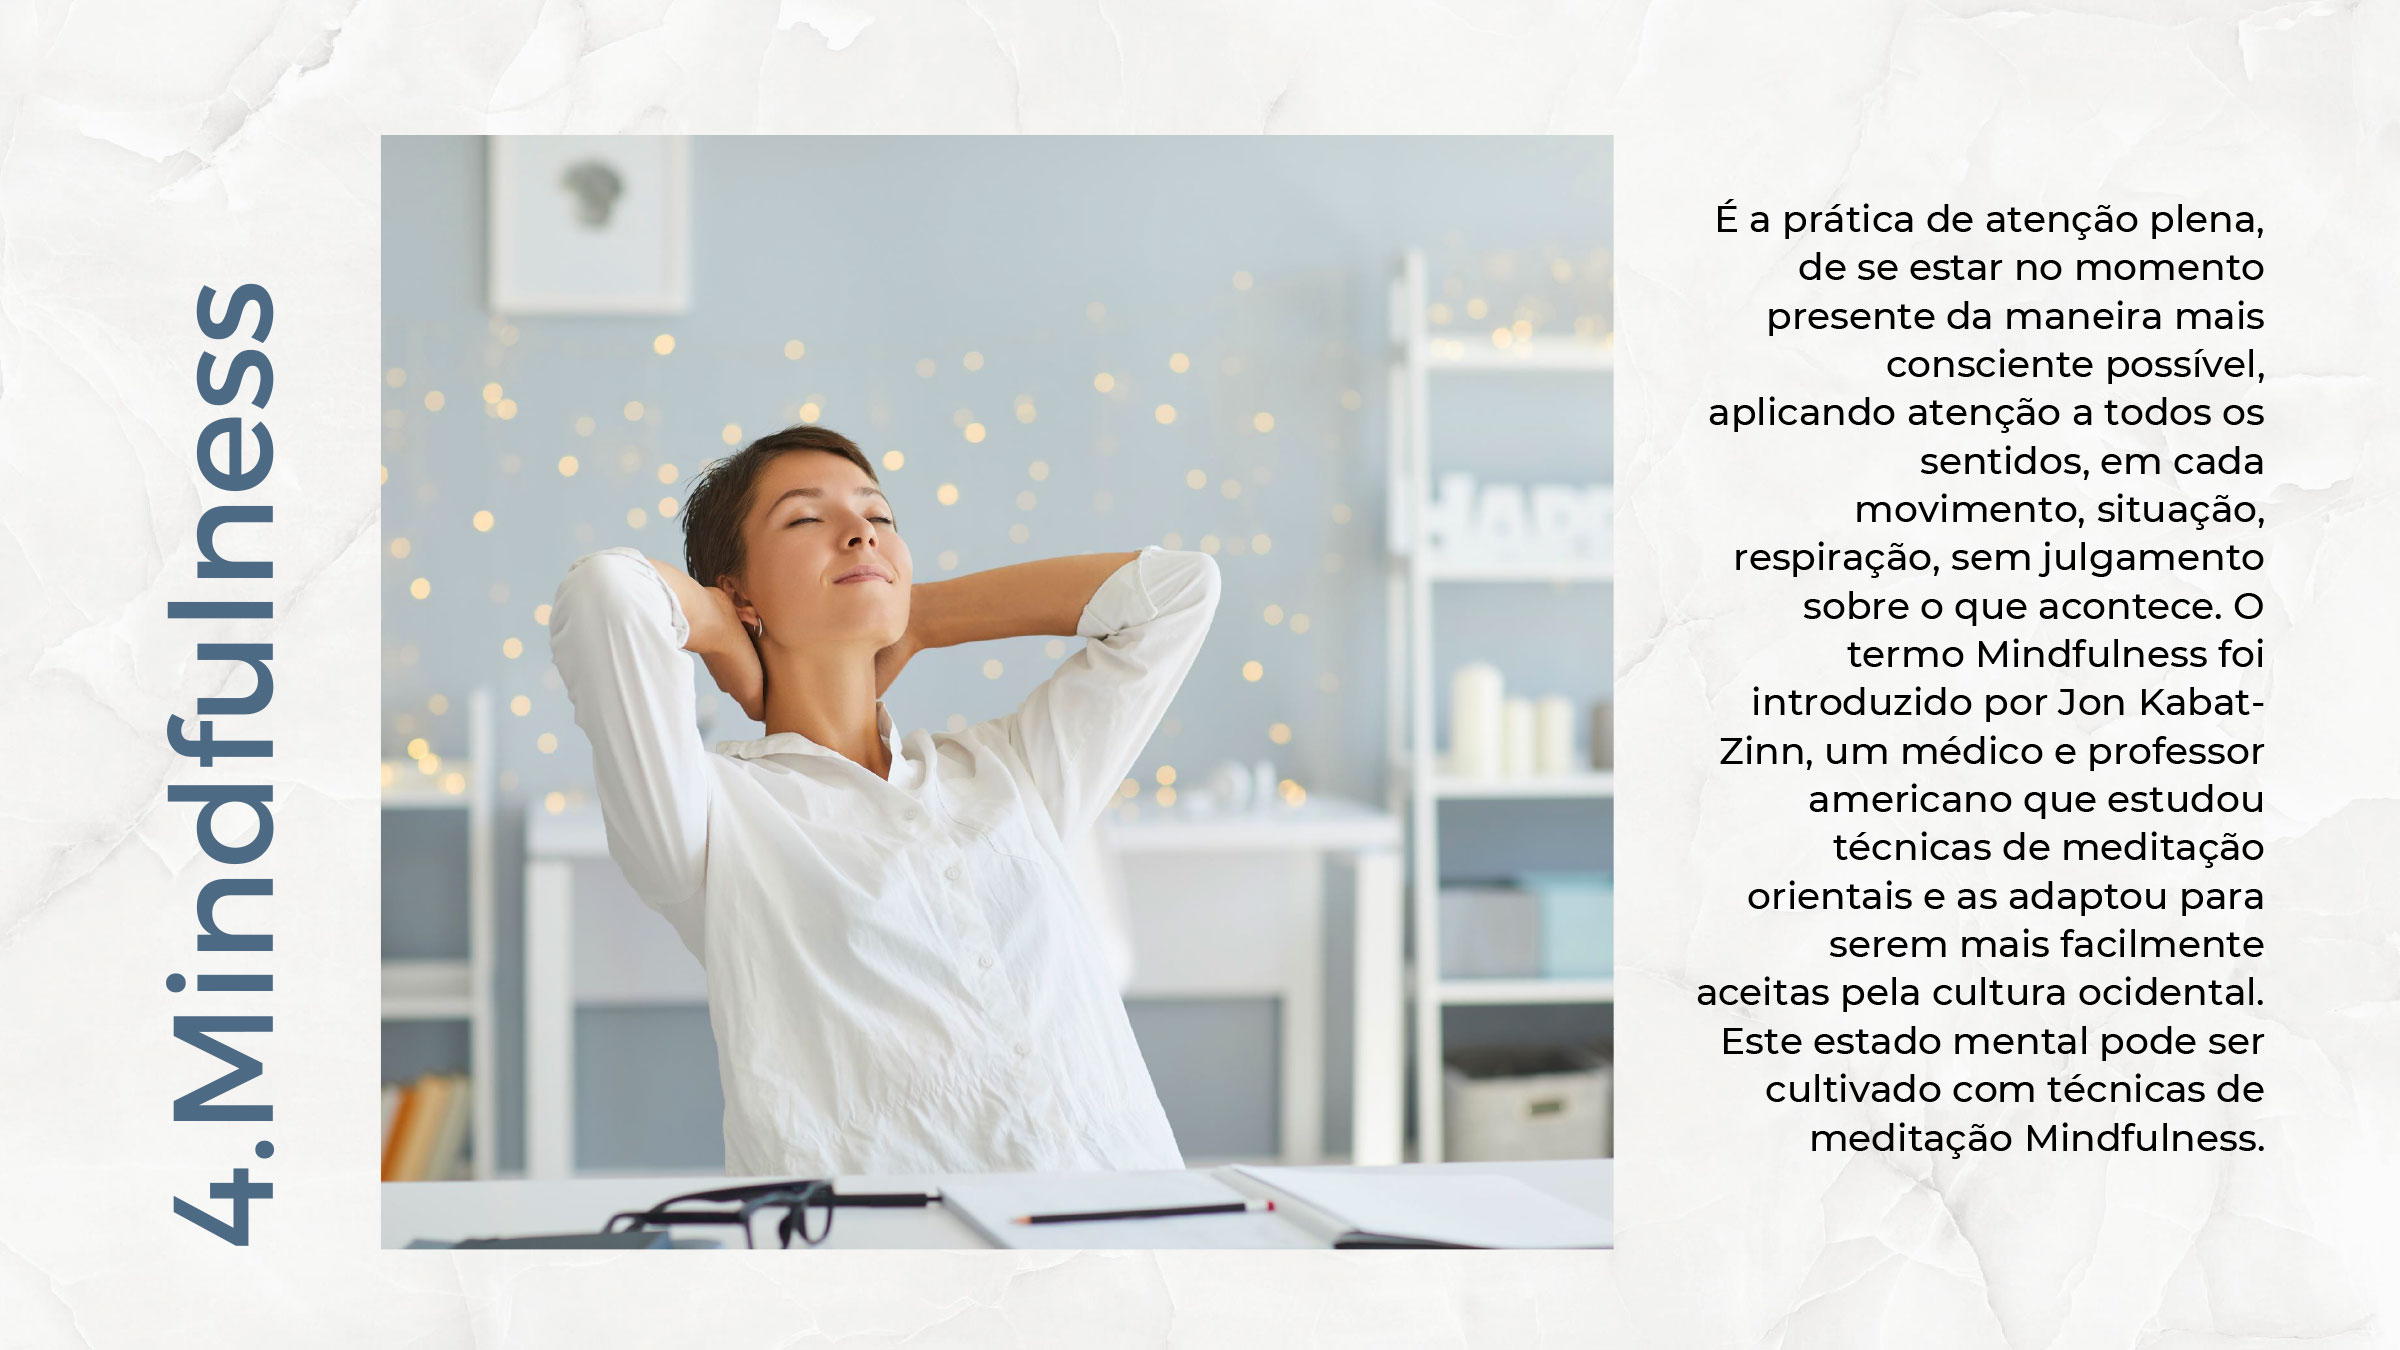 4.Mindfulness
É a prática de atenção plena,
de se estar no momento
presente da maneira mais
consciente possível,
aplicando atenção a todos os
sentidos, em cada
movimento, situação,
respiração, sem julgamento
sobre o que acontece. O
termo Mindfulness foi
introduzido por Jon Kabat-
Zinn, um médico e professor
americano que estudou
técnicas de meditação
orientais e as adaptou para
serem mais facilmente
aceitas pela cultura ocidental.
Este estado mental pode ser
cultivado com técnicas de
meditação Mindfulness.